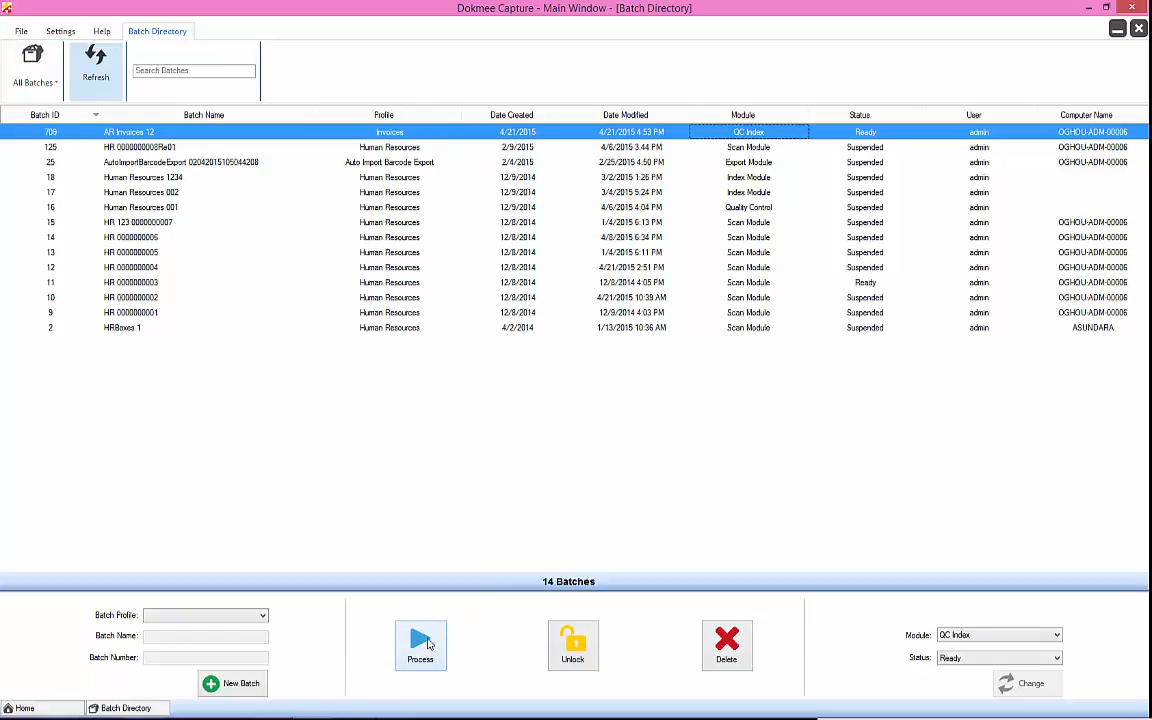 Dokmee Capture - Main Window - [Batch Directory]
File Settings Help Batch Directory
All Batches
Refresh
Search Batches
Batch ID Batch Name Profile Date Created Date Modified Module Status User Computer Name
709 AR Invoices 12 Invoices 4/21/2015 4/21/2015 4:53 PM QC Index Ready admin OGHOU-ADM-00006
125 HR 0000000008Re01 Human Resources 2/9/2015 4/6/2015 3:44 PM Scan Module Suspended admin OGHOU-ADM-00006
25 AutoImportBarcodeExport 02042015105044208 Auto Import Barcode Export 2/4/2015 2/25/2015 4:50 PM Export Module Suspended admin OGHOU-ADM-00006
18 Human Resources 1234 Human Resources 12/9/2014 3/2/2015 1:26 PM Index Module Suspended admin
17 Human Resources 002 Human Resources 12/9/2014 3/4/2015 5:24 PM Index Module Suspended admin
16 Human Resources 001 Human Resources 12/9/2014 4/6/2015 4:04 PM Quality Control Suspended admin
15 HR 123 0000000007 Human Resources 12/8/2014 1/4/2015 6:13 PM Scan Module Suspended admin OGHOU-ADM-00006
14 HR 0000000006 Human Resources 12/8/2014 4/8/2015 6:34 PM Scan Module Suspended admin OGHOU-ADM-00006
13 HR 0000000005 Human Resources 12/8/2014 1/4/2015 6:11 PM Scan Module Suspended admin OGHOU-ADM-00006
12 HR 0000000004 Human Resources 12/8/2014 4/21/2015 2:51 PM Scan Module Suspended admin OGHOU-ADM-00006
11 HR 0000000003 Human Resources 12/8/2014 12/8/2014 4:05 PM Scan Module Ready admin OGHOU-ADM-00006
10 HR 0000000002 Human Resources 12/8/2014 4/21/2015 10:39 AM Scan Module Suspended admin OGHOU-ADM-00006
9 HR 0000000001 Human Resources 12/8/2014 12/9/2014 4:03 PM Scan Module Suspended admin OGHOU-ADM-00006
2 HRBoxes 1 Human Resources 4/2/2014 1/13/2015 10:36 AM Scan Module Suspended admin ASUNDARA
14 Batches
Batch Profile:
Batch Name:
Batch Number:
New Batch
Process
Unlock
Delete
Module: QC Index
Status: Ready
Change
Home Batch Directory